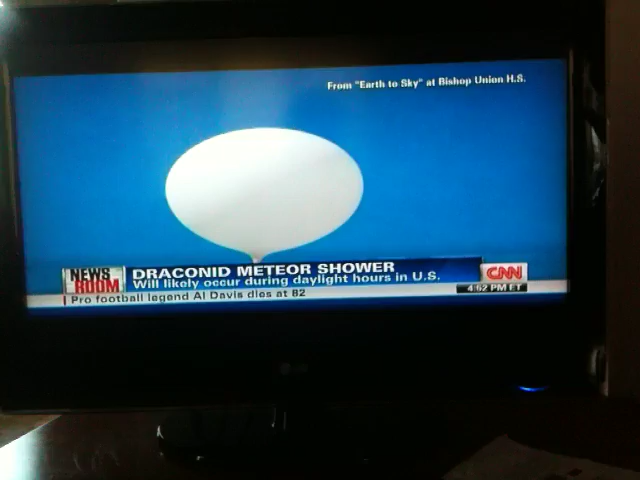 From "Earth to Sky" at Bishop Union H.S.
NEWS
ROOM
DRACONID METEOR SHOWER
Will likely occur during daylight hours in U.S.
CNN
4:52 PM ET
Pro football legend Al Davis dies at 82
LG